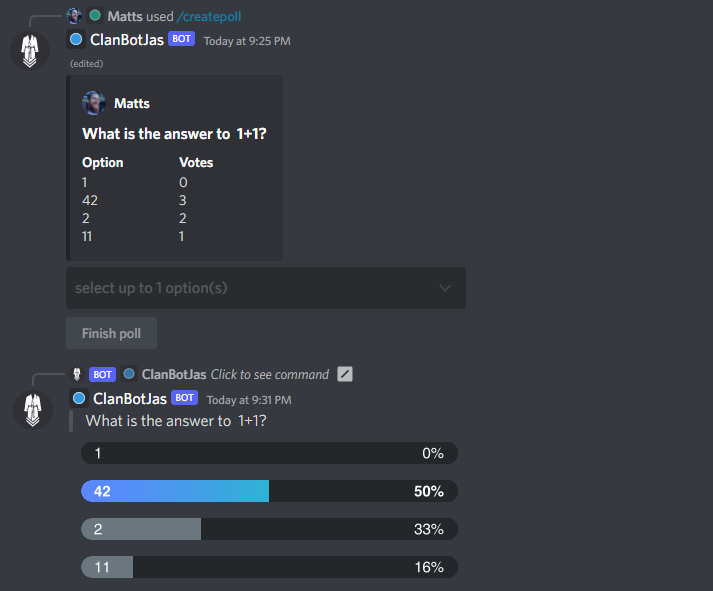 Matts used /createpoll
ClanBotJas BOT Today at 9:25 PM
(edited)
Matts
What is the answer to 1+1?
Option Votes
1 0
42 3
2 2
11 1
select up to 1 option(s)
Finish poll
BOT ClanBotJas Click to see command
ClanBotJas BOT Today at 9:31 PM
What is the answer to 1+1?
1 0%
42 50%
2 33%
11 16%